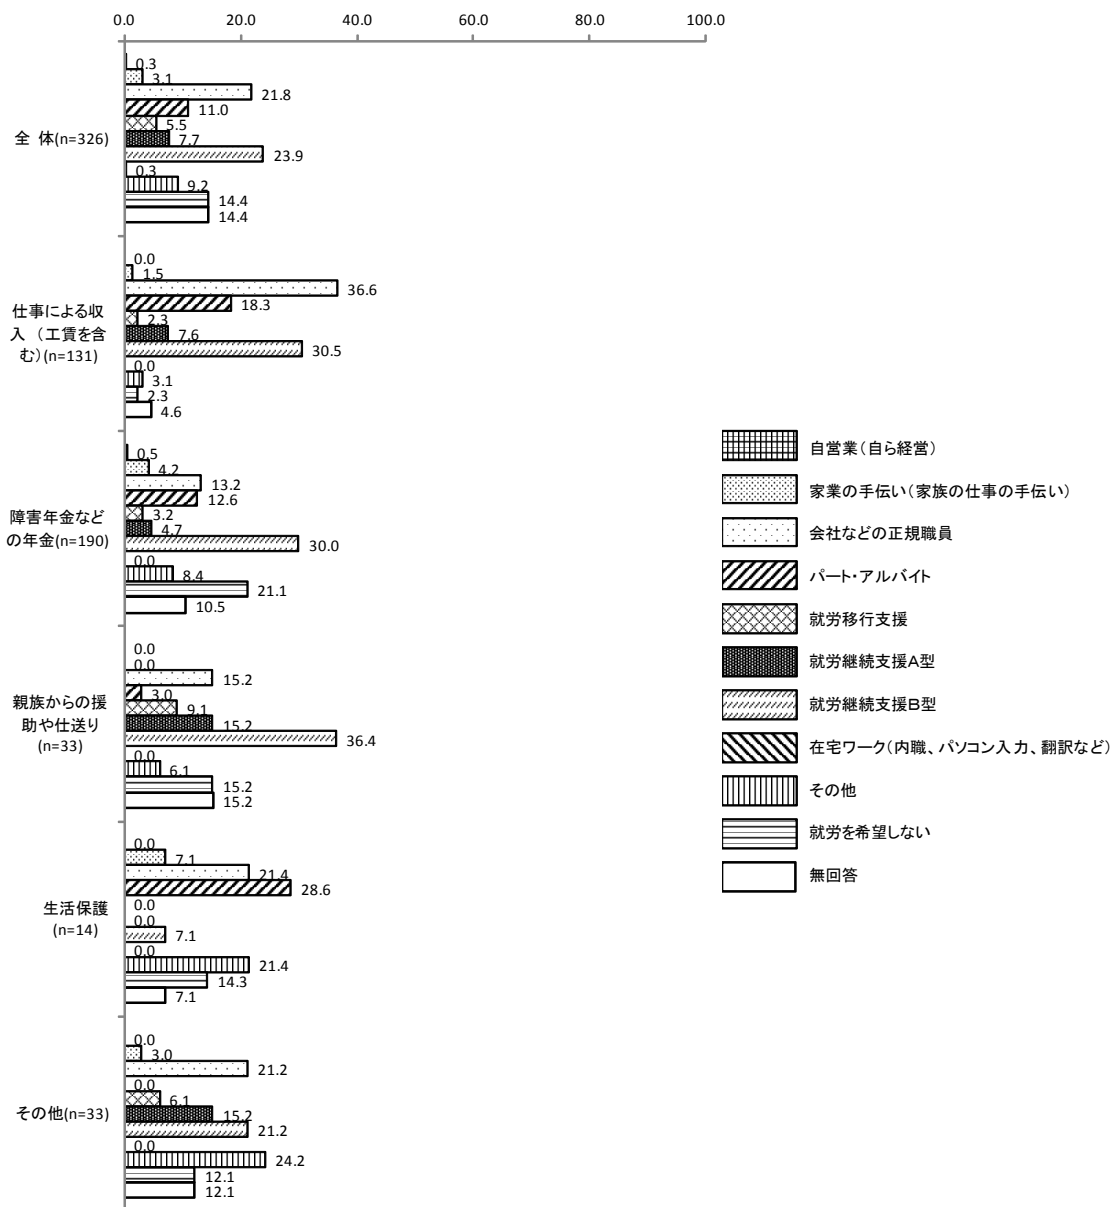 0.0 20.0 40.0 60.0 80.0 100.0
全 体(n=326)
0.3
3.1
21.8
11.0
5.5
7.7
23.9
0.3
9.2
14.4
14.4
仕事による収
入 (工賃を含
む)(n=131)
0.0
1.5
36.6
18.3
2.3
7.6
30.5
0.0
3.1
2.3
4.6
障害年金など
の年金(n=190)
0.5
4.2
13.2
12.6
3.2
4.7
30.0
0.0
8.4
21.1
10.5
親族からの援
助や仕送り
(n=33)
0.0
0.0
15.2
3.0
9.1
15.2
36.4
0.0
6.1
15.2
15.2
生活保護
(n=14)
0.0
7.1
21.4
28.6
0.0
0.0
7.1
0.0
21.4
14.3
7.1
その他(n=33)
0.0
3.0
21.2
0.0
6.1
15.2
21.2
0.0
24.2
12.1
12.1
自営業(自ら経営)
家業の手伝い(家族の仕事の手伝い)
会社などの正規職員
パート・アルバイト
就労移行支援
就労継続支援A型
就労継続支援B型
在宅ワーク(内職、パソコン入力、翻訳など)
その他
就労を希望しない
無回答